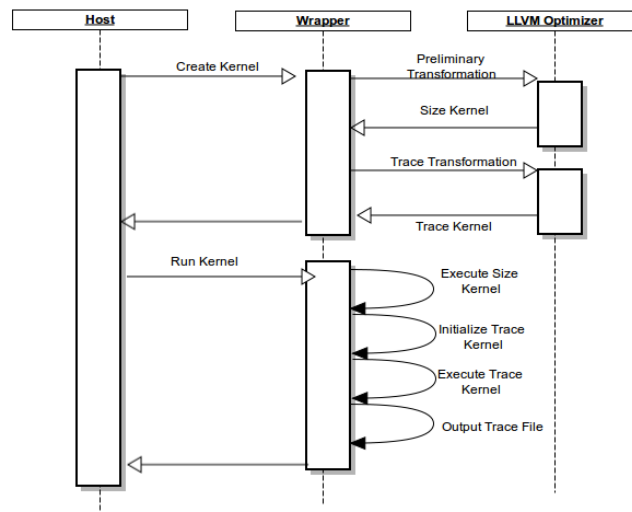 Host
Wrapper
LLVM Optimizer
Create Kernel
Preliminary
Transformation
Size Kernel
Trace Transformation
Trace Kernel
Run Kernel
Execute Size
Kernel
Initialize Trace
Kernel
Execute Trace
Kernel
Output Trace File